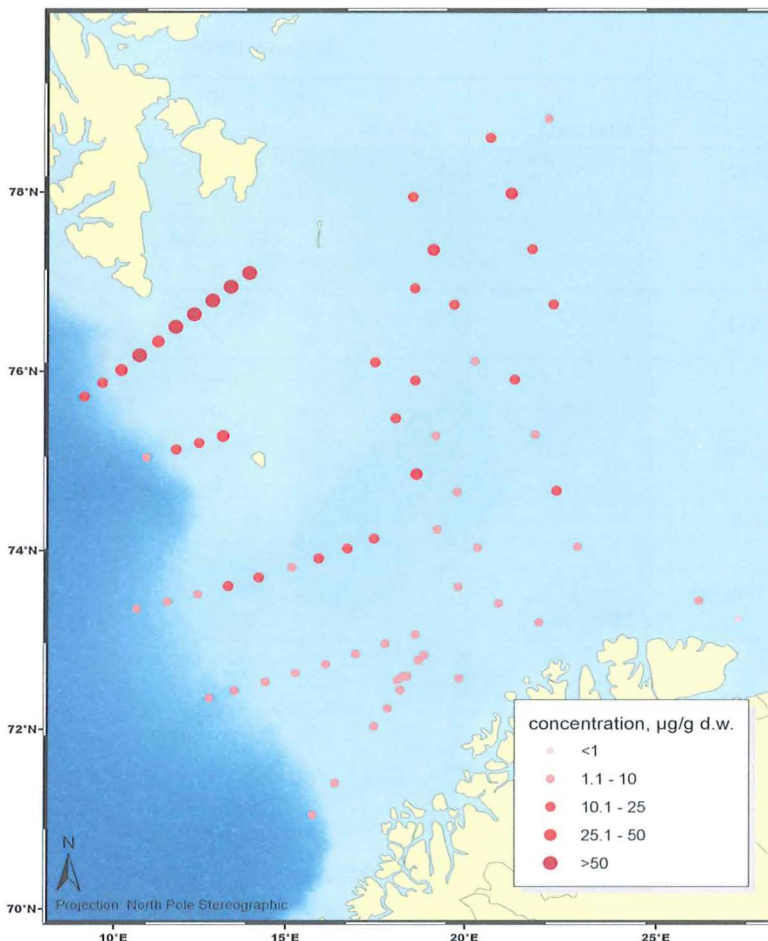 78°N
76°N
74°N
72°N
70°N
concentration, µg/g d.w.
<1
1.1 - 10
10.1 - 25
25.1 - 50
>50
N
Projection: North Pole Stereographic
10°E
15°E
20°E
25°E